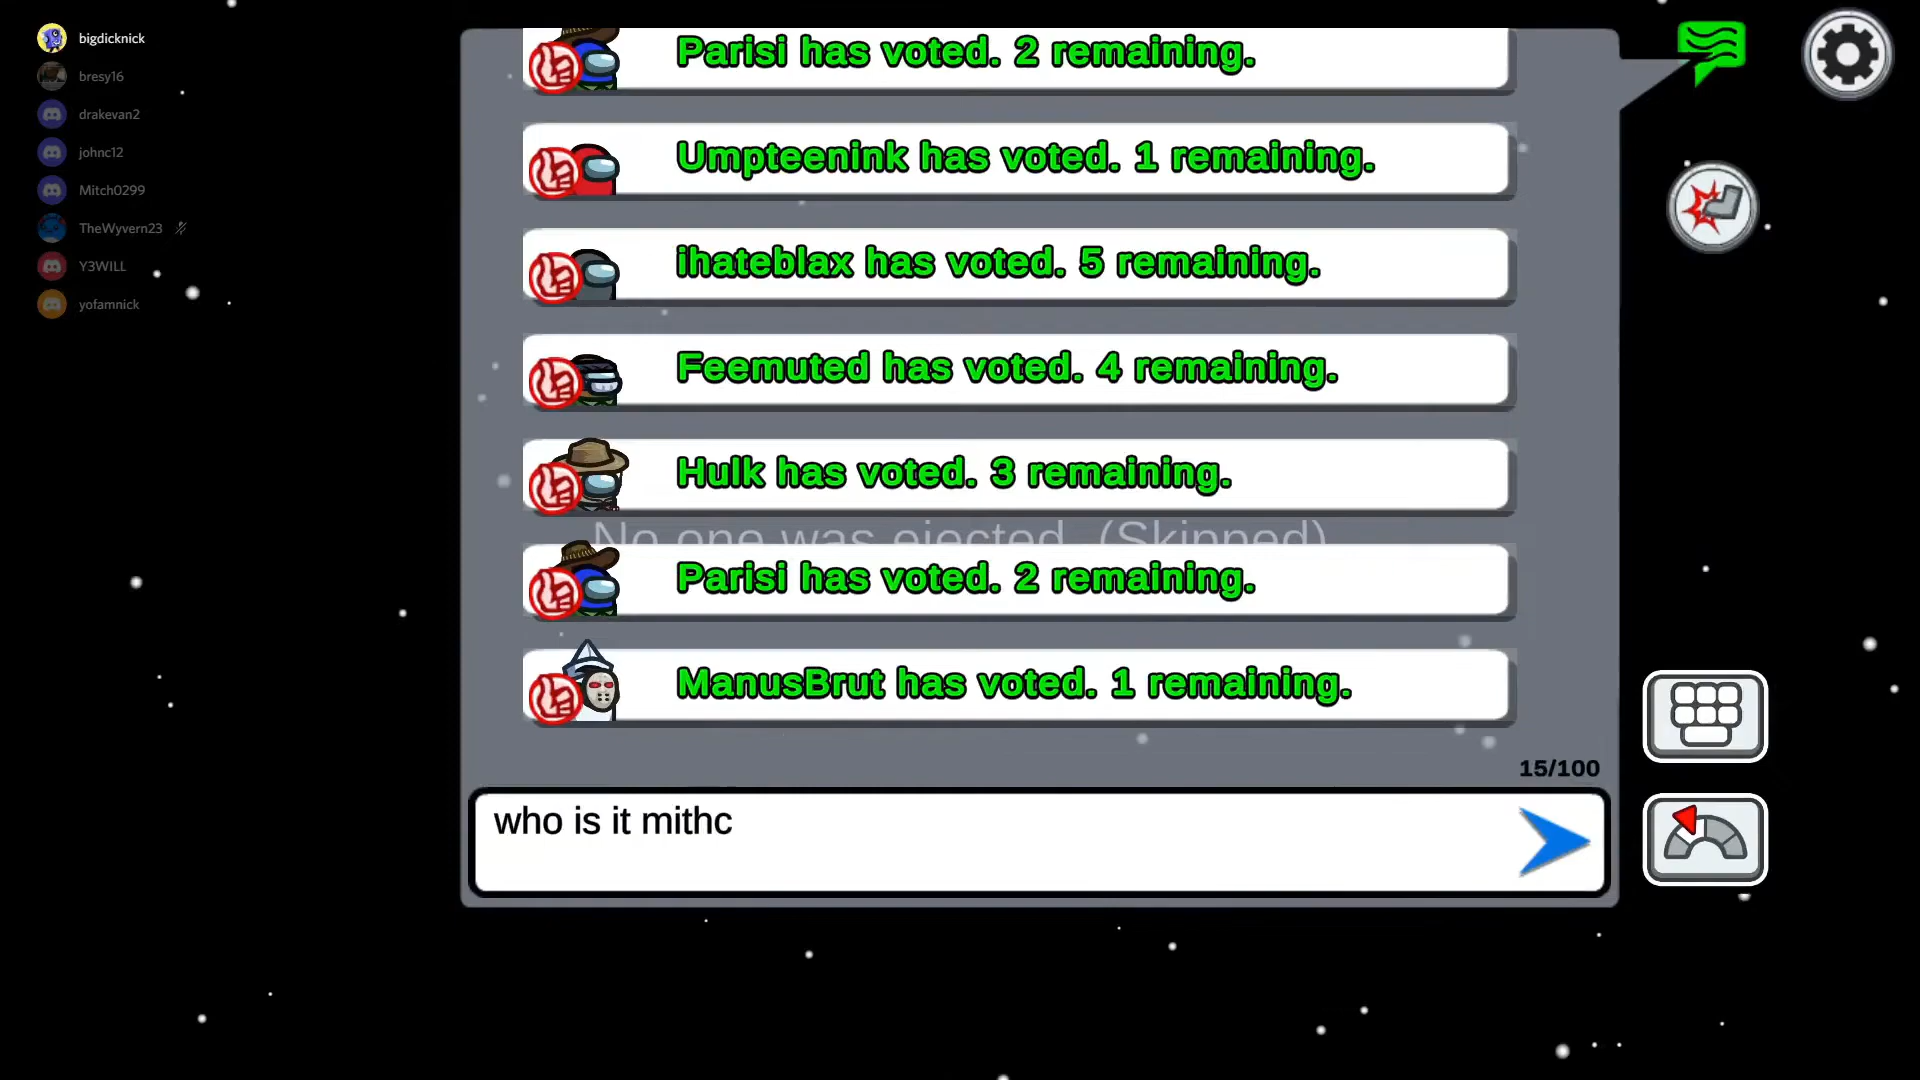 bigdicknick
bresy16
drakevan2
johnc12
Mitch0299
TheWyvern23
Y3WILL
yofamnick
Parisi has voted. 2 remaining.
Umpteenink has voted. 1 remaining.
ihateblax has voted. 5 remaining.
Feemuted has voted. 4 remaining.
Hulk has voted. 3 remaining.
No one was ejected. (Skipped)
Parisi has voted. 2 remaining.
ManusBrut has voted. 1 remaining.
15/100
who is it mithc